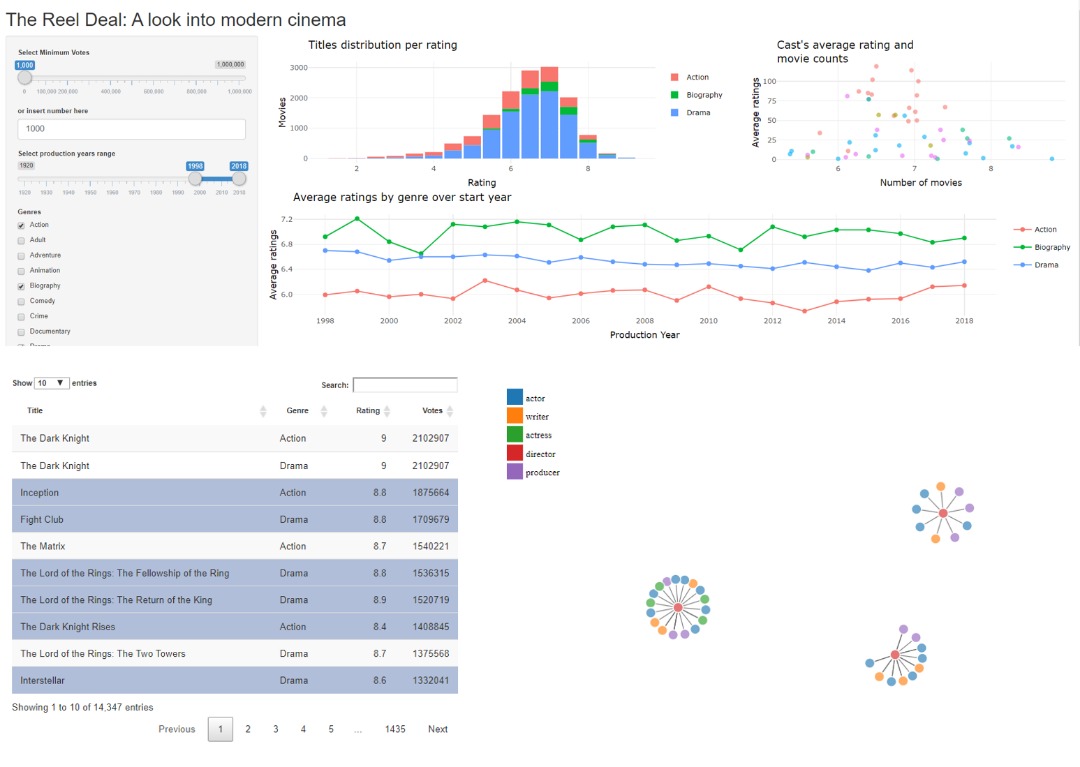 The Reel Deal: A look into modern cinema
Select Minimum Votes
1,000
1,000,000
0 100,000 200,000 400,000 600,000 800,000 1,000,000
or insert number here
1000
Select production years range
1920
1998
2018
1920 1930 1940 1950 1960 1970 1980 1990 2000 2010 2018
Genres
Action
Adult
Adventure
Animation
Biography
Comedy
Crime
Documentary
Drama
Titles distribution per rating
Movies
3000
2000
1000
0
2 4 6 8
Rating
Action
Biography
Drama
Cast's average rating and
movie counts
Average ratings
100
75
50
25
0
6 7 8
Number of movies
Average ratings by genre over start year
Average ratings
7.2
6.8
6.4
6.0
1998 2000 2002 2004 2006 2008 2010 2012 2014 2016 2018
Production Year
Action
Biography
Drama
Show 10 entries
Search:
Title Genre Rating Votes
The Dark Knight Action 9 2102907
The Dark Knight Drama 9 2102907
Inception Action 8.8 1875664
Fight Club Drama 8.8 1709679
The Matrix Action 8.7 1540221
The Lord of the Rings: The Fellowship of the Ring Drama 8.8 1536315
The Lord of the Rings: The Return of the King Drama 8.9 1520719
The Dark Knight Rises Action 8.4 1408845
The Lord of the Rings: The Two Towers Drama 8.7 1375568
Interstellar Drama 8.6 1332041
Showing 1 to 10 of 14,347 entries
Previous 1 2 3 4 5 ... 1435 Next
actor
writer
actress
director
producer